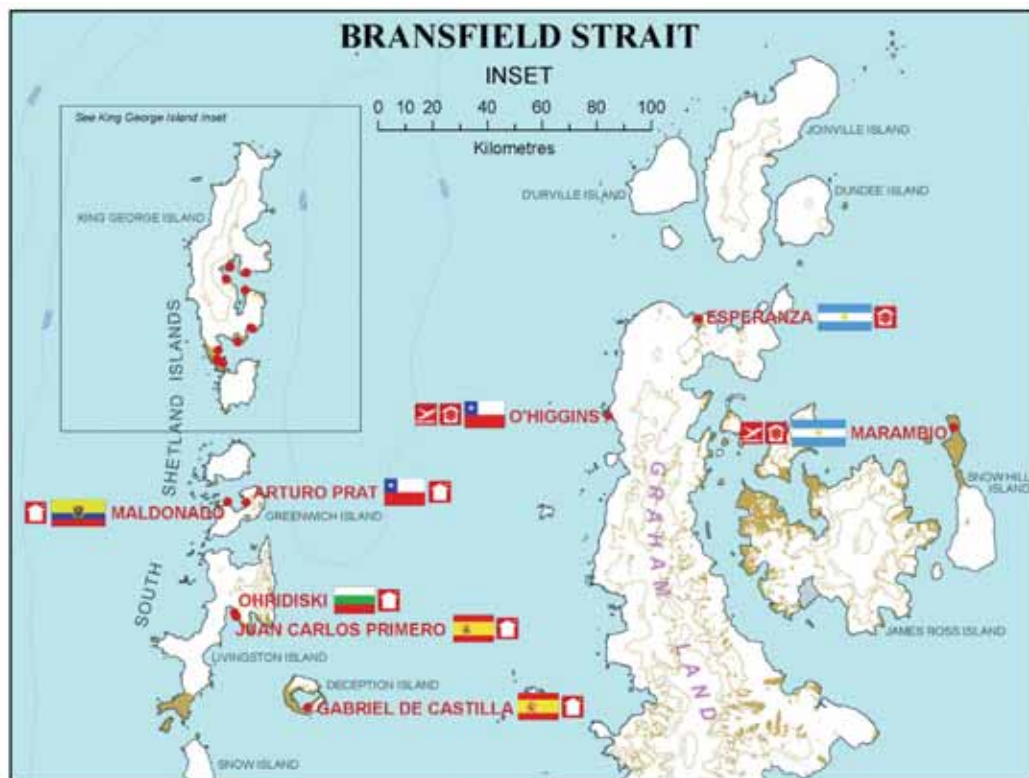 BRANSFIELD STRAIT
INSET
0 10 20 40 60 80 100
Kilometres
See King George Island Inset
KING GEORGE ISLAND
JOINVILLE ISLAND
D'URVILLE ISLAND
DUNDEE ISLAND
ESPERANZA
O'HIGGINS
MARAMBIO
SNOW HILL
ISLAND
SOUTH SHETLAND ISLANDS
ARTURO PRAT
MALDONADO
GREENWICH ISLAND
GRAHAM LAND
OHRIDISKI
JUAN CARLOS PRIMERO
JAMES ROSS ISLAND
LIVINGSTON ISLAND
DECEPTION ISLAND
GABRIEL DE CASTILLA
SNOW ISLAND